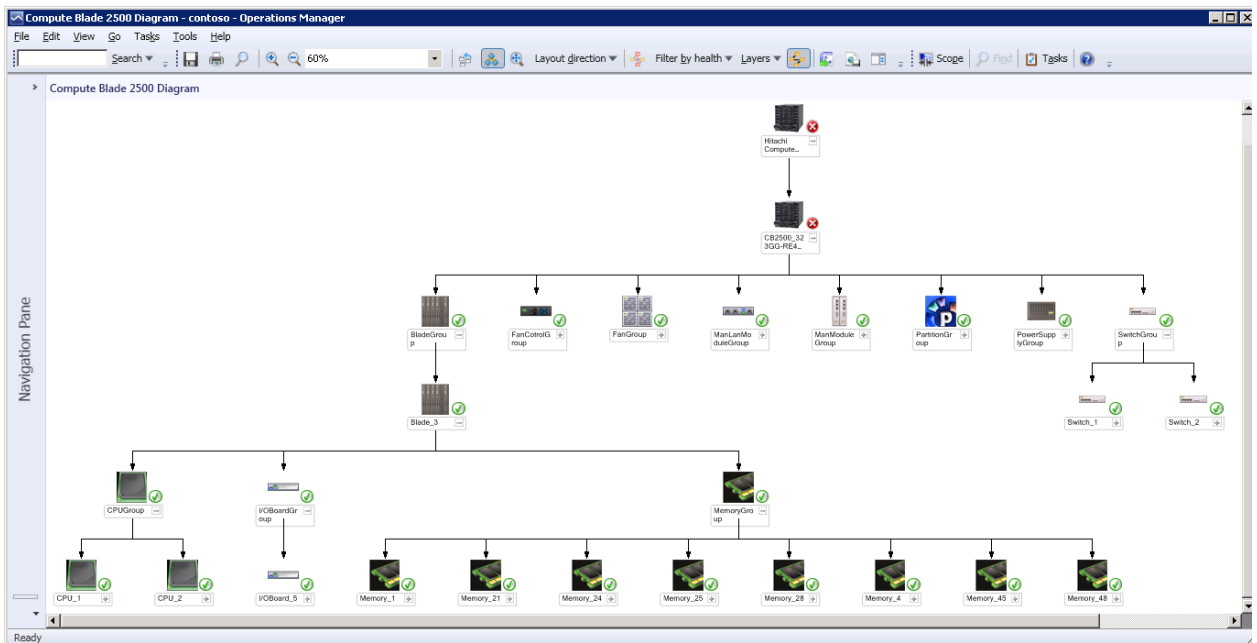 Compute Blade 2500 Diagram - contoso - Operations Manager
File Edit View Go Tasks Tools Help
Search 60% Layout direction Filter by health Layers Scope Find Tasks
Compute Blade 2500 Diagram
Navigation Pane
Hitachi
Compute...
CB2500_32
3GG-RE4...
BladeGrou
p
FanCotrolG
roup
FanGroup
ManLanMo
duleGroup
ManModule
Group
PartitionGr
oup
PowerSupp
lyGroup
SwitchGrou
p
Blade_3
Switch_1
Switch_2
CPUGroup
I/OBoardGr
oup
MemoryGro
up
CPU_1
CPU_2
I/OBoard_5
Memory_1
Memory_21
Memory_24
Memory_25
Memory_28
Memory_4
Memory_45
Memory_48
Ready